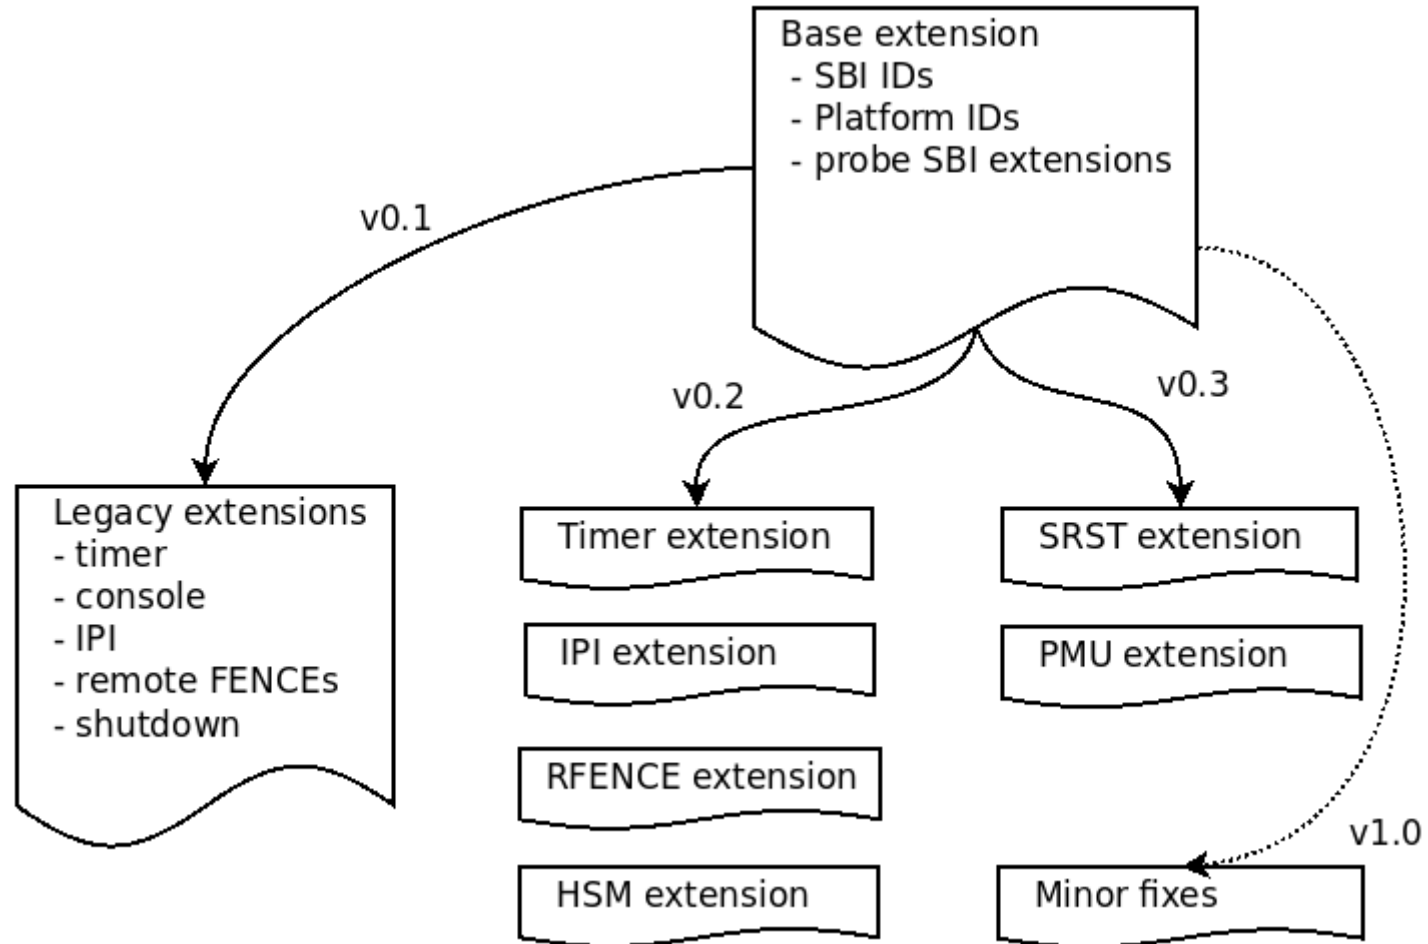 Base extension
- SBI IDs
- Platform IDs
- probe SBI extensions
v0.1
v0.2
v0.3
Legacy extensions
- timer
- console
- IPI
- remote FENCEs
- shutdown
Timer extension
IPI extension
RFENCE extension
HSM extension
SRST extension
PMU extension
v1.0
Minor fixes